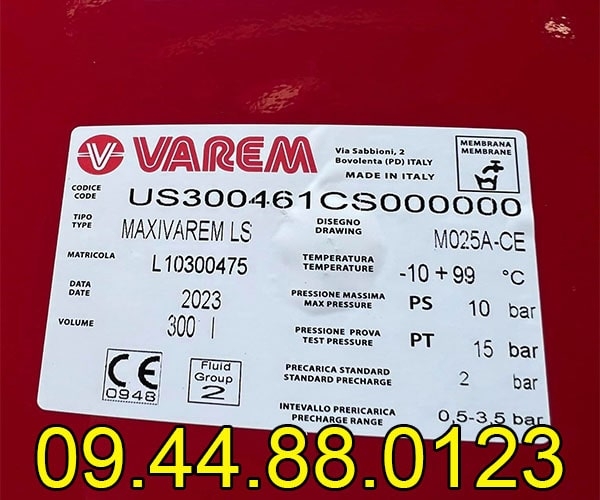 VAREM
Via Sabbioni, 2
Bovolenta (PD) ITALY
MADE IN ITALY
MEMBRANA
MEMBRANE
CODICE
CODE
US300461CS000000
TIPO
TYPE
MAXIVAREM LS
DISEGNO
DRAWING
M025A-CE
MATRICOLA
L10300475
TEMPERATURA
TEMPERATURE
-10 +99 °C
DATA
DATE
2023
PRESSIONE MASSIMA
MAX PRESSURE
PS 10 bar
VOLUME
300 l
PRESSIONE PROVA
TEST PRESSURE
PT 15 bar
CE
0948
Fluid
Group
2
PRECARICA STANDARD
STANDARD PRECHARGE
2 bar
INTEVALLO PRERICARICA
PRECHARGE RANGE
0,5-3,5 bar
09.44.88.0123